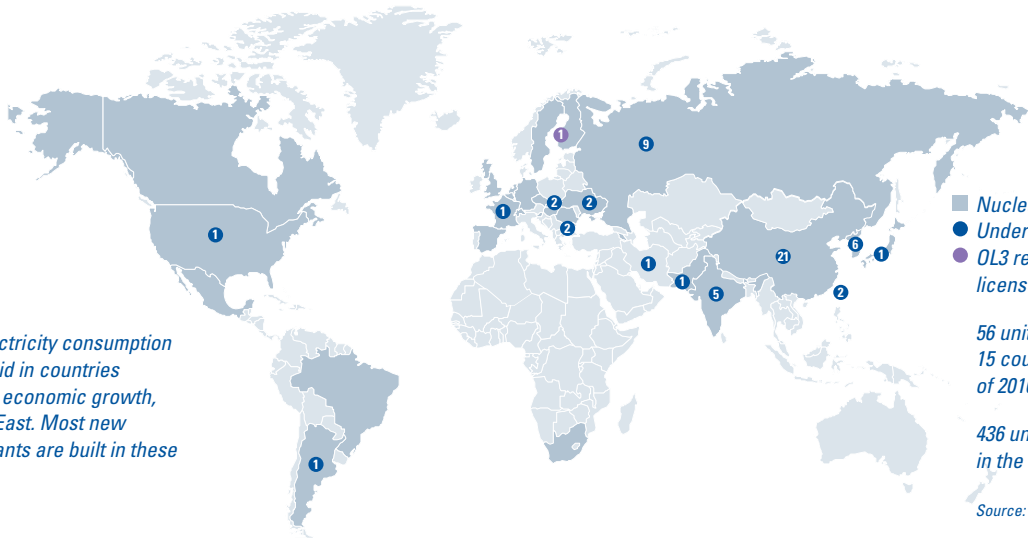 1
9
2
2
1
2
1
6
1
21
1
1
5
2
1
Nucle
Under
OL3 re
licens
56 unit
15 cou
of 2010
436 un
in the
Source:
ctricity consumption
id in countries
economic growth,
East. Most new
ants are built in these